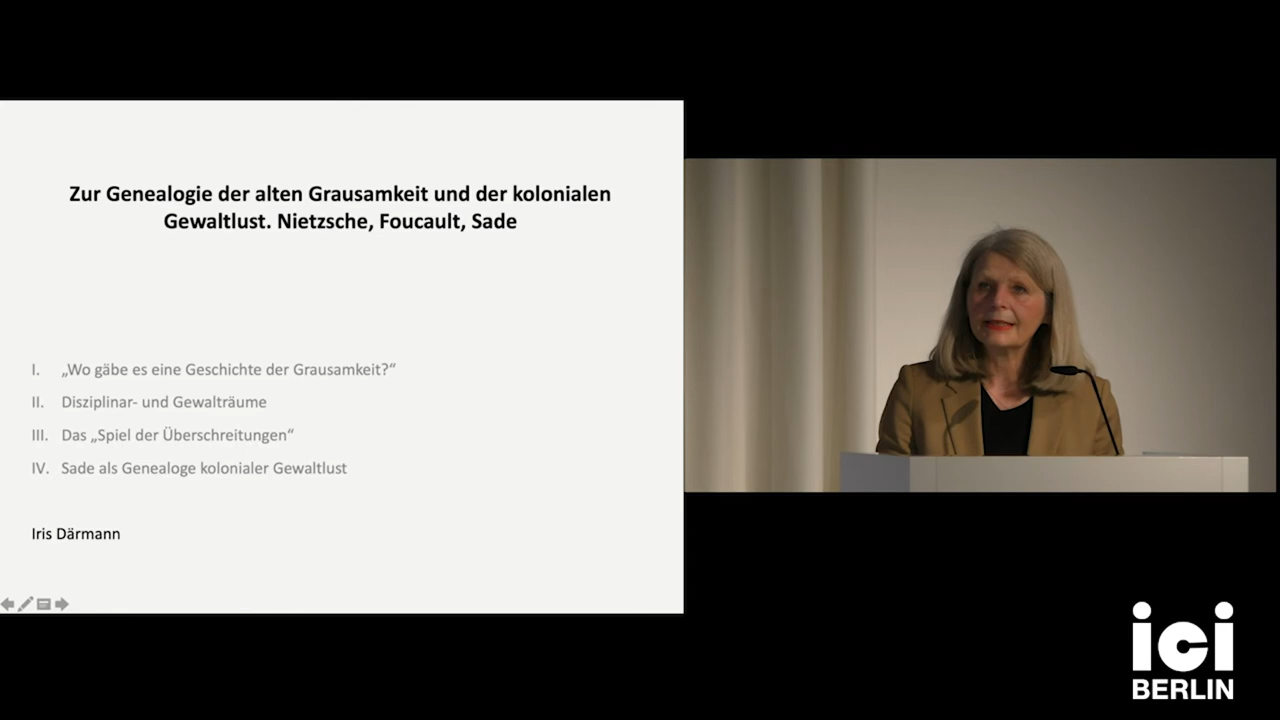 Zur Genealogie der alten Grausamkeit und der kolonialen
Gewaltlust. Nietzsche, Foucault, Sade
I. „Wo gäbe es eine Geschichte der Grausamkeit?“
II. Disziplinar- und Gewalträume
III. Das „Spiel der Überschreitungen“
IV. Sade als Genealoge kolonialer Gewaltlust
Iris Därmann
ici
BERLIN